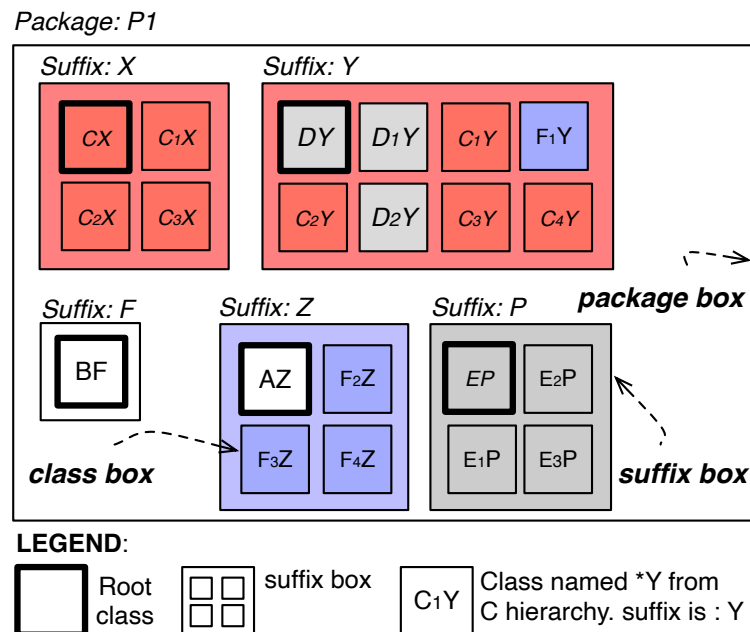 Package: P1
Suffix: X
Suffix: Y
CX
C1X
DY
D1Y
C1Y
F1Y
C2X
C3X
C2Y
D2Y
C3Y
C4Y
package box
Suffix: F
Suffix: Z
Suffix: P
BF
AZ
F2Z
EP
E2P
class box
F3Z
F4Z
E1P
E3P
suffix box
LEGEND:
Root
class
suffix box
C1Y
Class named *Y from
C hierarchy. suffix is : Y